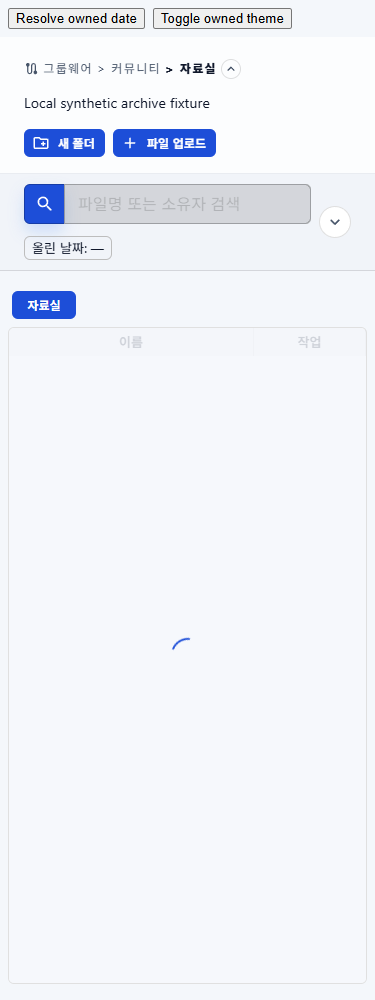 Resolve owned date Toggle owned theme
그룹웨어 > 커뮤니티 > 자료실
Local synthetic archive fixture
새 폴더 파일 업로드
파일명 또는 소유자 검색
올린 날짜: —
자료실
이름 작업